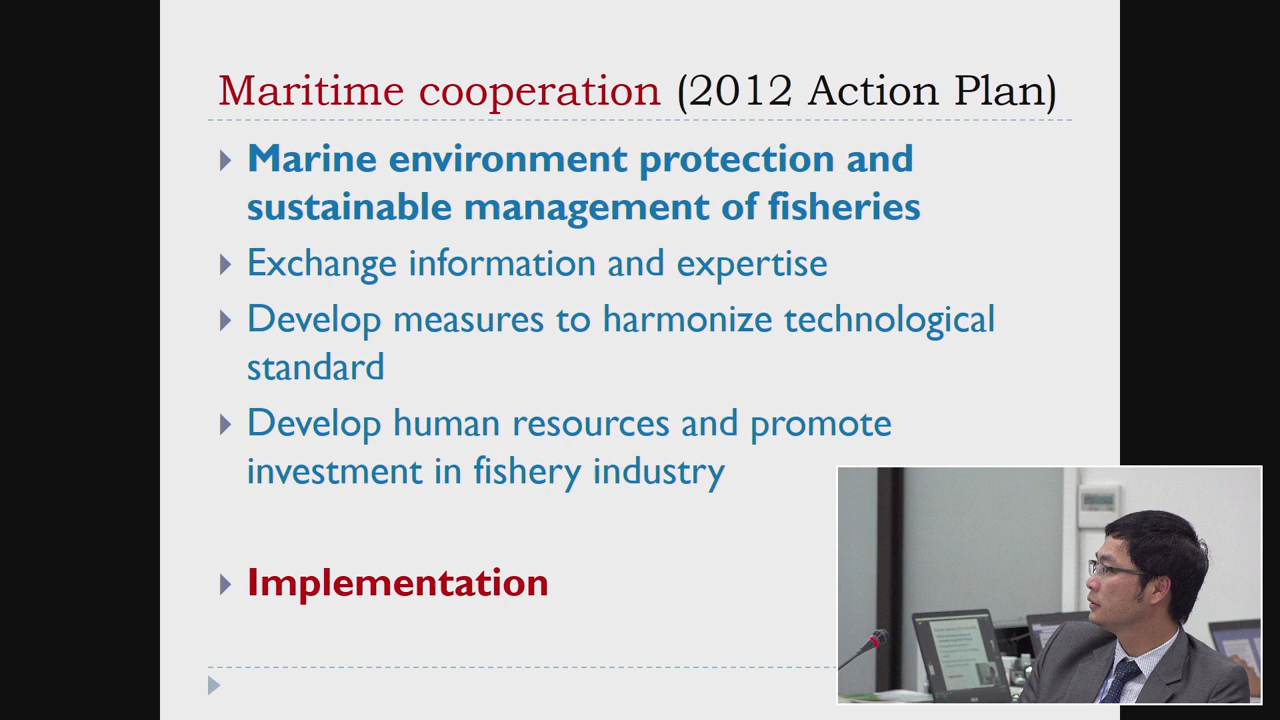 Maritime cooperation (2012 Action Plan)
Marine environment protection and
sustainable management of fisheries
Exchange information and expertise
Develop measures to harmonize technological
standard
Develop human resources and promote
investment in fishery industry
Implementation